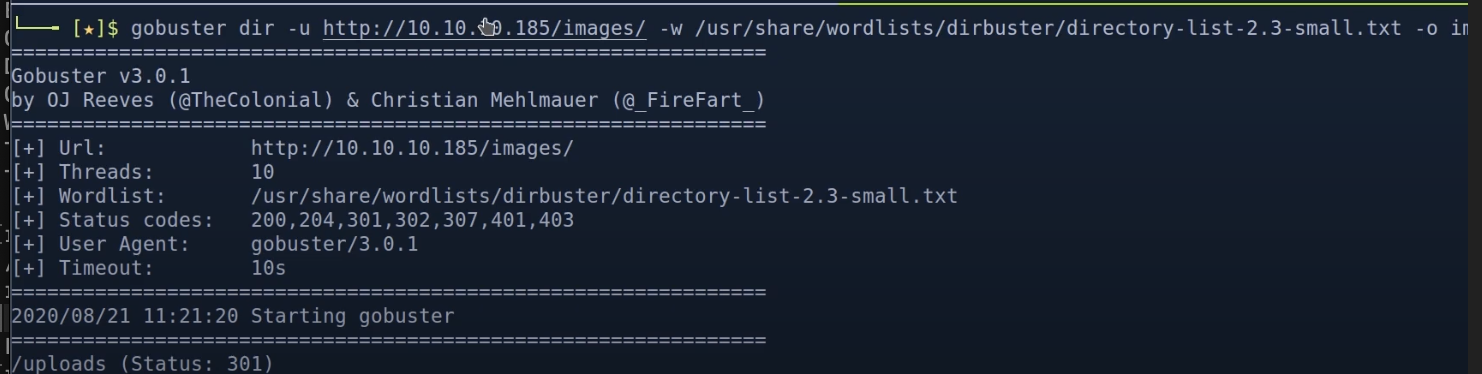 [★]$ gobuster dir -u http://10.10.10.185/images/ -w /usr/share/wordlists/dirbuster/directory-list-2.3-small.txt -o im
===============================================================
Gobuster v3.0.1
by OJ Reeves (@TheColonial) & Christian Mehlmauer (@_FireFart_)
===============================================================
[+] Url:            http://10.10.10.185/images/
[+] Threads:        10
[+] Wordlist:       /usr/share/wordlists/dirbuster/directory-list-2.3-small.txt
[+] Status codes:   200,204,301,302,307,401,403
[+] User Agent:     gobuster/3.0.1
[+] Timeout:        10s
===============================================================
2020/08/21 11:21:20 Starting gobuster
===============================================================
/uploads (Status: 301)